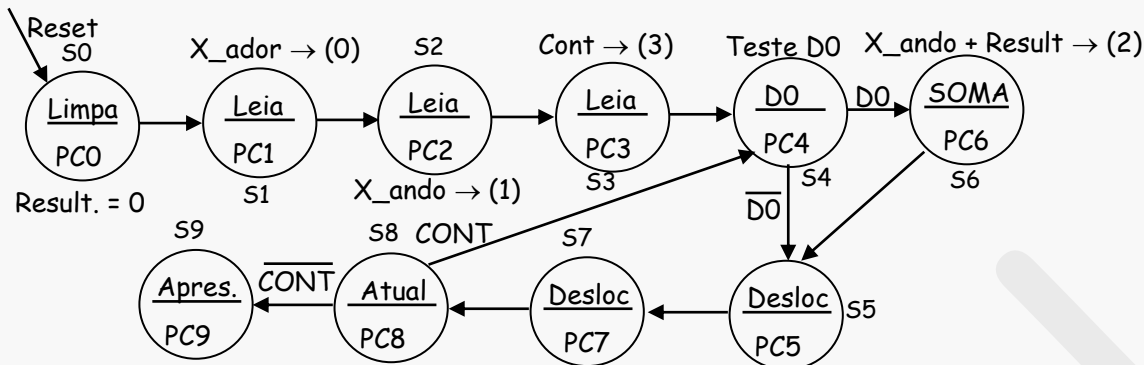 Reset
S0
Limpa
PC0
Result. = 0
X_ador → (0)
Leia
PC1
S1
S2
Leia
PC2
X_ando → (1)
Cont → (3)
Leia
PC3
S3
Teste D0
D0
PC4
S4
D0
D̅0̅
X_ando + Result → (2)
SOMA
PC6
S6
Desloc
PC5
S5
S7
Desloc
PC7
S8
CONT
Atual
PC8
C̅O̅N̅T̅
S9
Apres.
PC9